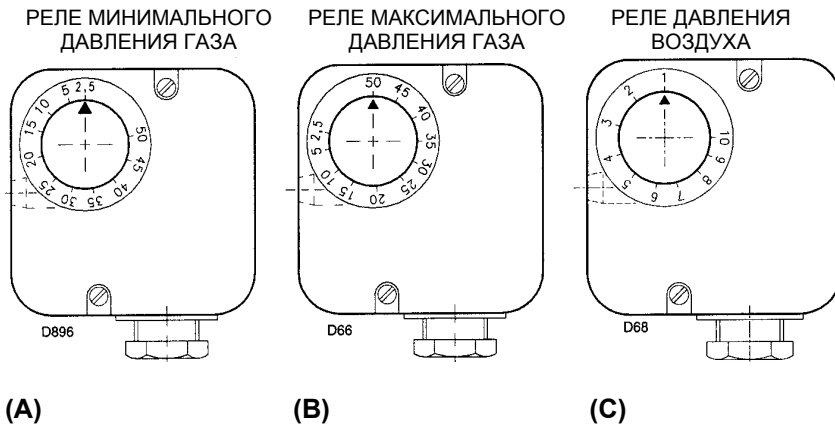 РЕЛЕ МИНИМАЛЬНОГО
ДАВЛЕНИЯ ГАЗА
РЕЛЕ МАКСИМАЛЬНОГО
ДАВЛЕНИЯ ГАЗА
РЕЛЕ ДАВЛЕНИЯ
ВОЗДУХА
2,5 5 10 15 20 25 30 35 40 45 50
D896
50 45 40 35 30 25 20 15 10 5 2,5
D66
1 2 3 4 5 6 7 8 9 10
D68
(A)
(B)
(C)